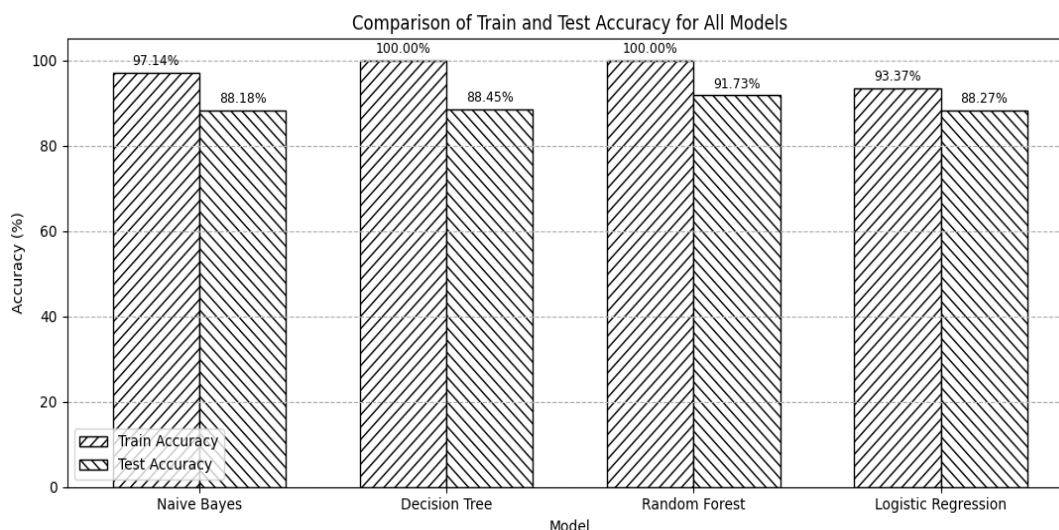 Comparison of Train and Test Accuracy for All Models
Accuracy (%)
100
80
60
40
20
0
97.14%
88.18%
100.00%
88.45%
100.00%
91.73%
93.37%
88.27%
Train Accuracy
Test Accuracy
Naive Bayes
Decision Tree
Random Forest
Logistic Regression
Model